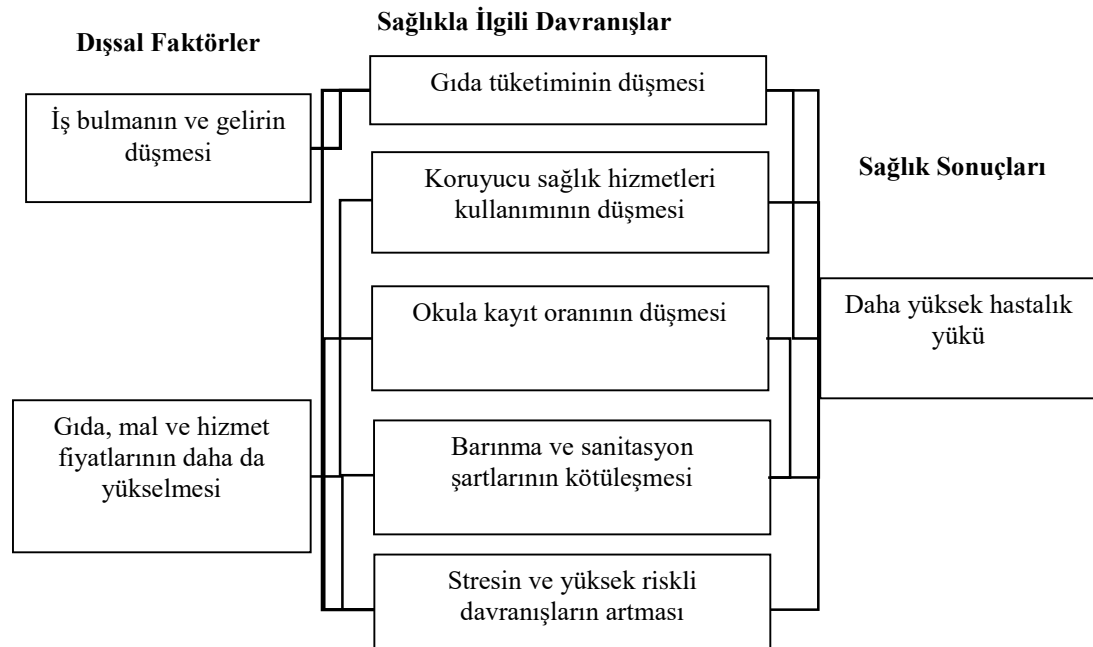 Dışsal Faktörler
İş bulmanın ve gelirin
düşmesi
Gıda, mal ve hizmet
fiyatlarının daha da
yükselmesi
Sağlıkla İlgili Davranışlar
Gıda tüketiminin düşmesi
Koruyucu sağlık hizmetleri
kullanımının düşmesi
Okula kayıt oranının düşmesi
Barınma ve sanitasyon
şartlarının kötüleşmesi
Stresin ve yüksek riskli
davranışların artması
Sağlık Sonuçları
Daha yüksek hastalık
yükü